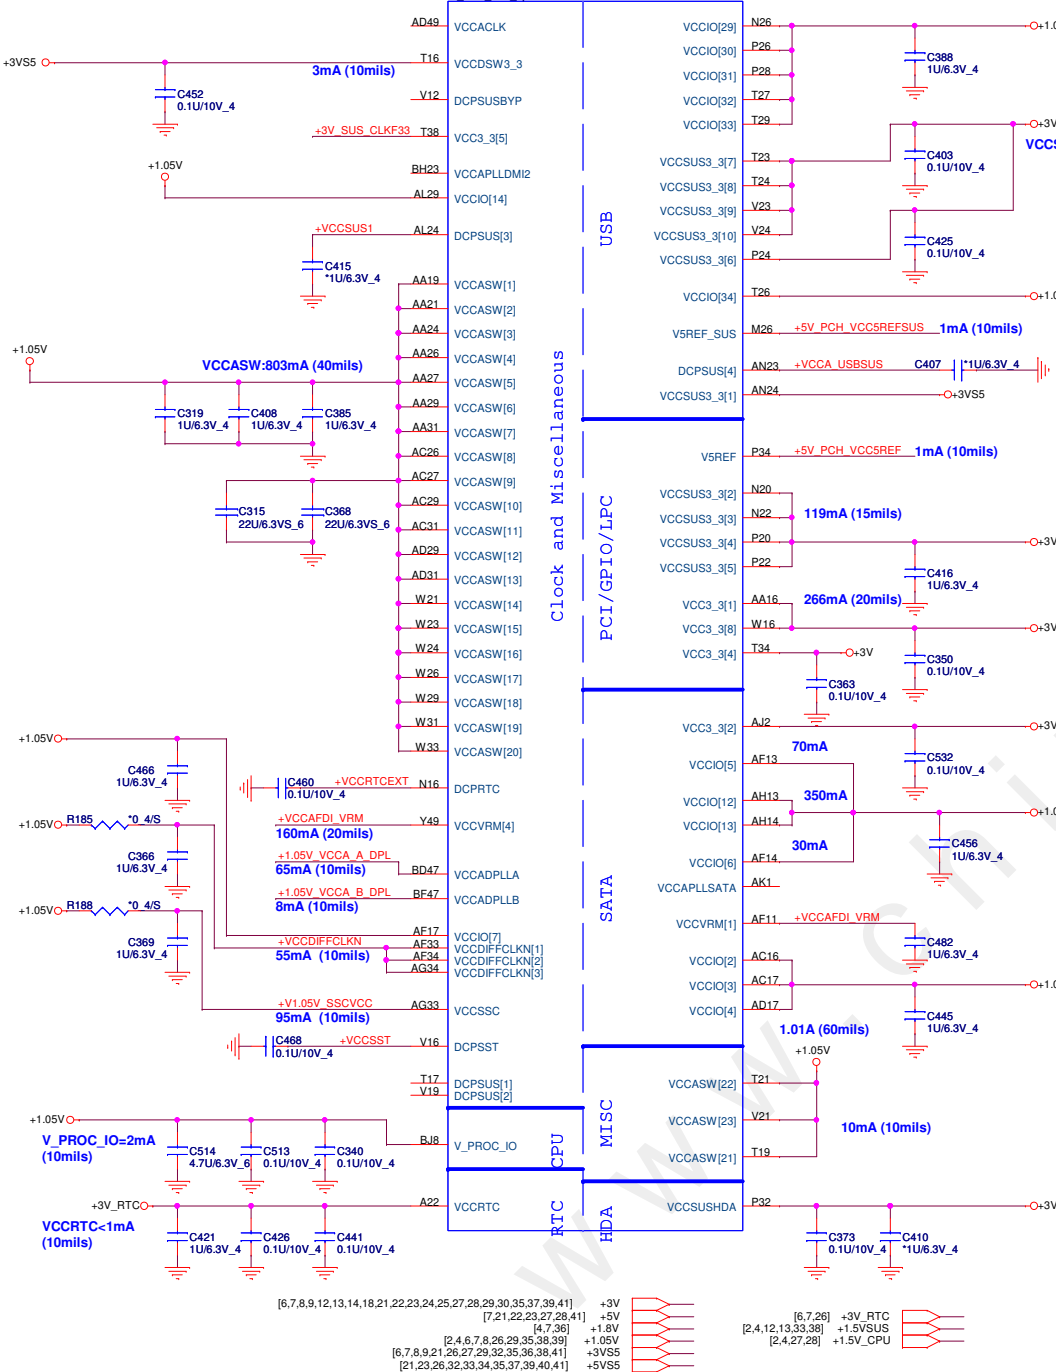 AD49 VCCACLK
+3VS5 T16 VCCDSW3_3
3mA (10mils)
C452
0.1U/10V_4
V12 DCPSUSBYP
+3V_SUS_CLKF33 T38 VCC3_3[5]
BH23 VCCAPLLDMI2
+1.05V
AL29 VCCIO[14]
+VCCSUS1 AL24 DCPSUS[3]
C415
*1U/6.3V_4
AA19 VCCASW[1]
AA21 VCCASW[2]
AA24 VCCASW[3]
AA26 VCCASW[4]
+1.05V
VCCASW:803mA (40mils)
AA27 VCCASW[5]
AA29 VCCASW[6]
C319
1U/6.3V_4
C408
1U/6.3V_4
C385
1U/6.3V_4
AA31 VCCASW[7]
AC26 VCCASW[8]
AC27 VCCASW[9]
AC29 VCCASW[10]
C315
22U/6.3VS_6
C368
22U/6.3VS_6
AC31 VCCASW[11]
AD29 VCCASW[12]
AD31 VCCASW[13]
W21 VCCASW[14]
W23 VCCASW[15]
W24 VCCASW[16]
W26 VCCASW[17]
W29 VCCASW[18]
W31 VCCASW[19]
W33 VCCASW[20]
+1.05V
C466
1U/6.3V_4
C460
0.1U/10V_4
+VCCRTCEXT N16 DCPRTC
+VCCAFDI_VRM Y49 VCCVRM[4]
160mA (20mils)
+1.05V R185 *0_4/S
C366
1U/6.3V_4
+1.05V_VCCA_A_DPL BD47 VCCADPLLA
65mA (10mils)
+1.05V_VCCA_B_DPL BF47 VCCADPLLB
8mA (10mils)
+1.05V R188 *0_4/S
C369
1U/6.3V_4
AF17 VCCIO[7]
+VCCDIFFCLKN AF33 VCCDIFFCLKN[1]
55mA (10mils) AF34 VCCDIFFCLKN[2]
AG34 VCCDIFFCLKN[3]
+V1.05V_SSCVCC AG33 VCCSSC
95mA (10mils)
C468
0.1U/10V_4
+VCCSST V16 DCPSST
T17 DCPSUS[1]
V19 DCPSUS[2]
+1.05V
V_PROC_IO=2mA
(10mils)
BJ8 V_PROC_IO
C514
4.7U/6.3V_6
C513
0.1U/10V_4
C340
0.1U/10V_4
+3V_RTC A22 VCCRTC
VCCRTC<1mA
(10mils)
C421
1U/6.3V_4
C426
0.1U/10V_4
C441
0.1U/10V_4
Clock and Miscellaneous
CPU
RTC
USB
PCI/GPIO/LPC
SATA
MISC
HDA
VCCIO[29] N26 +1.0
VCCIO[30] P26
VCCIO[31] P28
VCCIO[32] T27
VCCIO[33] T29
C388
1U/6.3V_4
+3V
VCCS
VCCSUS3_3[7] T23
VCCSUS3_3[8] T24
VCCSUS3_3[9] V23
VCCSUS3_3[10] V24
VCCSUS3_3[6] P24
C403
0.1U/10V_4
C425
0.1U/10V_4
VCCIO[34] T26 +1.0
V5REF_SUS M26 +5V_PCH_VCC5REFSUS 1mA (10mils)
DCPSUS[4] AN23 +VCCA_USBSUS C407 *1U/6.3V_4
VCCSUS3_3[1] AN24 +3VS5
V5REF P34 +5V_PCH_VCC5REF 1mA (10mils)
VCCSUS3_3[2] N20
VCCSUS3_3[3] N22 119mA (15mils)
VCCSUS3_3[4] P20 +3V
VCCSUS3_3[5] P22
C416
1U/6.3V_4
VCC3_3[1] AA16 266mA (20mils)
VCC3_3[8] W16 +3V
VCC3_3[4] T34 +3V
C350
0.1U/10V_4
C363
0.1U/10V_4
VCC3_3[2] AJ2 +3V
70mA
VCCIO[5] AF13
C532
0.1U/10V_4
VCCIO[12] AH13 350mA
VCCIO[13] AH14 +1.0
30mA
VCCIO[6] AF14
C456
1U/6.3V_4
VCCAPLLSATA AK1
VCCVRM[1] AF11 +VCCAFDI_VRM
C482
1U/6.3V_4
VCCIO[2] AC16
VCCIO[3] AC17 +1.0
VCCIO[4] AD17
C445
1U/6.3V_4
1.01A (60mils)
+1.05V
VCCASW[22] T21
VCCASW[23] V21 10mA (10mils)
VCCASW[21] T19
VCCSUSHDA P32 +3V
C373
0.1U/10V_4
C410
*1U/6.3V_4
[6,7,8,9,12,13,14,18,21,22,23,24,25,27,28,29,30,35,37,39,41] +3V
[7,21,22,23,27,28,41] +5V
[4,7,36] +1.8V
[2,4,6,7,8,26,29,35,38,39] +1.05V
[6,7,8,9,21,26,27,29,32,35,36,38,41] +3VS5
[21,23,26,32,33,34,35,37,39,40,41] +5VS5
[6,7,26] +3V_RTC
[2,4,12,13,33,38] +1.5VSUS
[2,4,27,28] +1.5V_CPU
www.chi